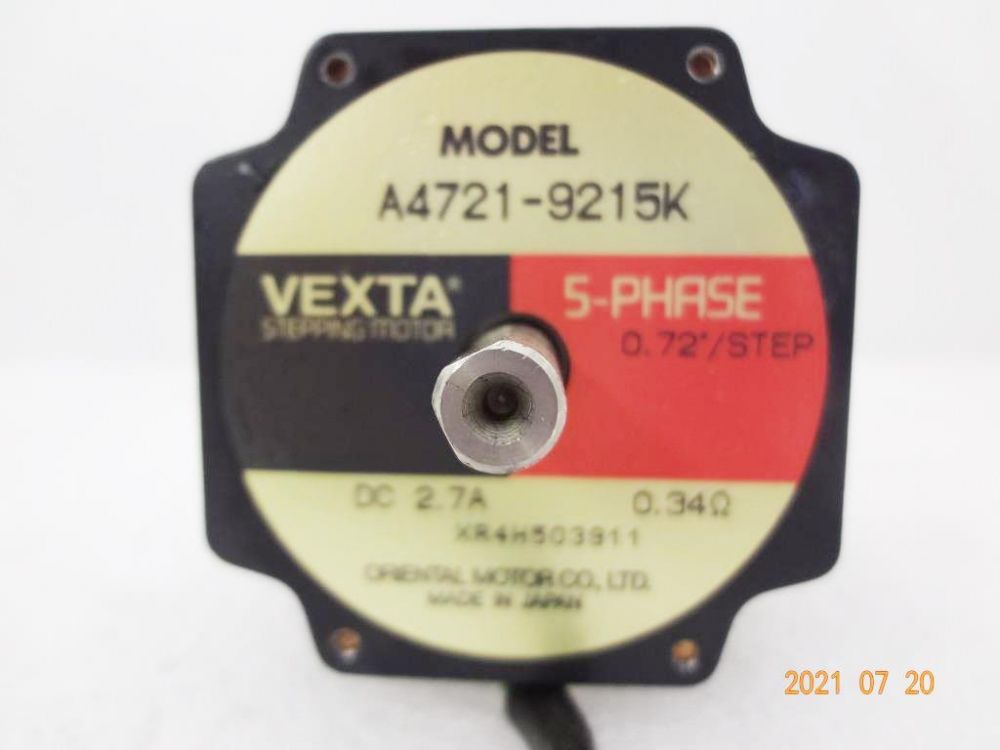 MODEL
A4721-9215K
VEXTA®
STEPPING MOTOR
5-PHASE
0.72°/STEP
DC 2.7A 0.34Ω
XR4H503911
ORIENTAL MOTOR CO., LTD.
MADE IN JAPAN
2021 07 20